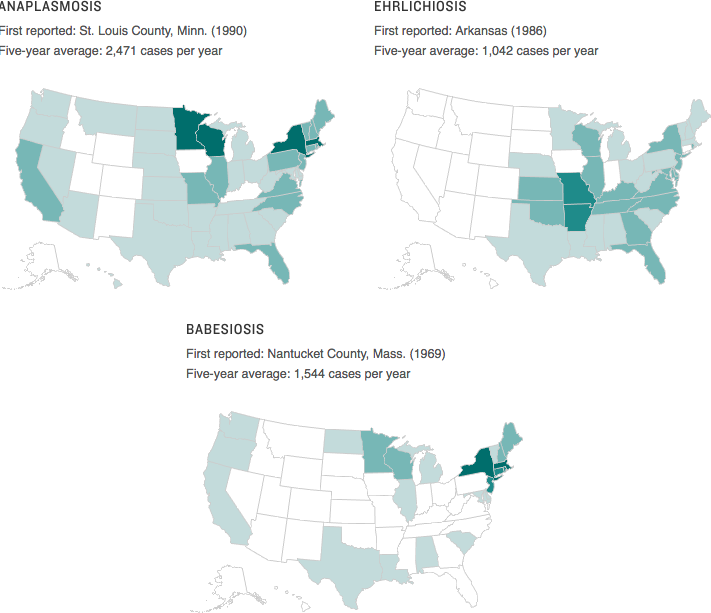 ANAPLASMOSIS
First reported: St. Louis County, Minn. (1990)
Five-year average: 2,471 cases per year
EHRLICHIOSIS
First reported: Arkansas (1986)
Five-year average: 1,042 cases per year
BABESIOSIS
First reported: Nantucket County, Mass. (1969)
Five-year average: 1,544 cases per year